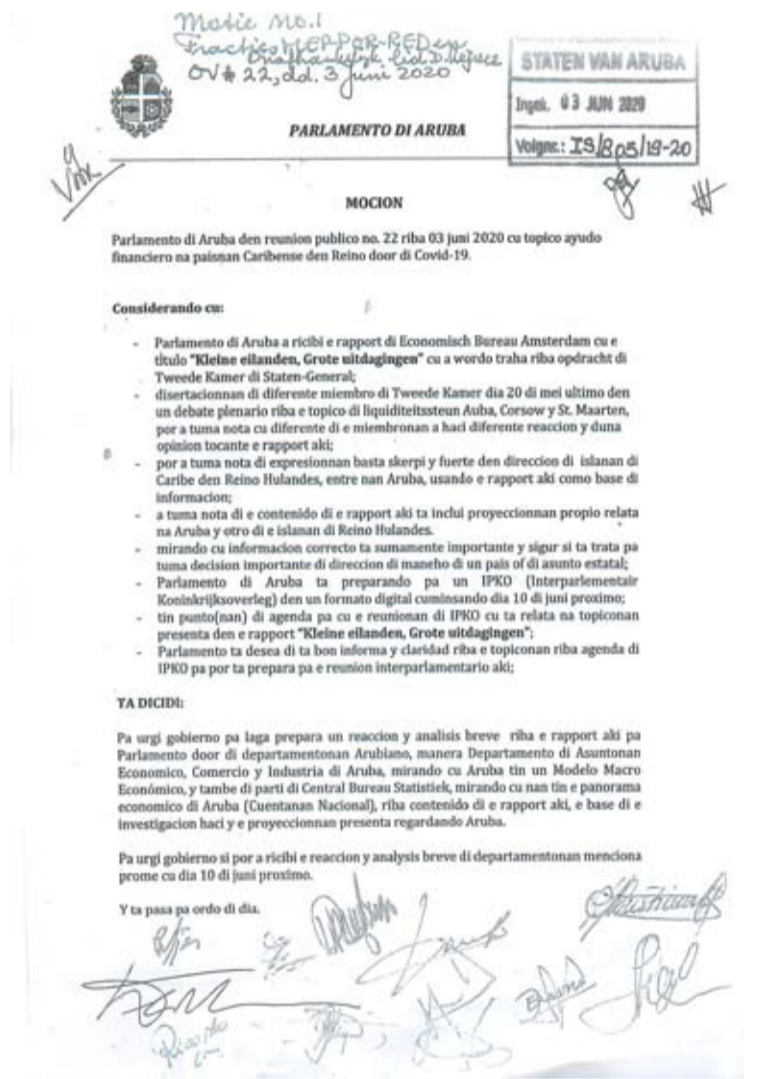 Motie No.1
Fracties MEP-POR-RED en
Onafhankelijk lid D.
OV # 22, dd. 3 juni 2020
STATEN VAN ARUBA
Ingek. 03 JUN 2020
Volgnr.: IS/805/19-20
PARLAMENTO DI ARUBA
MOCION
Parlamento di Aruba den reunion publico no. 22 riba 03 juni 2020 cu topico ayudo
financiero na paisnan Caribense den Reino door di Covid-19.
Considerando cu:
- Parlamento di Aruba a ricibi e rapport di Economisch Bureau Amsterdam cu e
titulo "Kleine eilanden, Grote uitdagingen" cu a wordo traha riba opdracht di
Tweede Kamer di Staten-General;
- disertacionnan di diferente miembro di Tweede Kamer dia 20 di mei ultimo den
un debate plenario riba e topico di liquiditeitssteun Auba, Corsow y St. Maarten,
por a tuma nota cu diferente di e miembronan a haci diferente reaccion y duna
opinion tocante e rapport aki;
- por a tuma nota di expresionnan basta skerpi y fuerte den direccion di islanan di
Caribe den Reino Hulandes, entre nan Aruba, usando e rapport aki como base di
informacion;
- a tuma nota di e contenido di e rapport aki ta inclui proyeccionnan propio relata
na Aruba y otro di e islanan di Reino Hulandes.
- mirando cu informacion correcto ta sumamente importante y sigur si ta trata pa
tuma decision importante di direccion di maneho di un pais of di asunto estatal;
- Parlamento di Aruba ta preparando pa un IPKO (Interparlementair
Koninkrijksoverleg) den un formato digital cuminsando dia 10 di juni proximo;
- tin punto(nan) di agenda pa cu e reunionan di IPKO cu ta relata na topiconan
presenta den e rapport "Kleine eilanden, Grote uitdagingen";
- Parlamento ta desea di ta bon informa y claridad riba e topiconan riba agenda di
IPKO pa por ta prepara pa e reunion interparlamentario aki;
TA DICIDI:
Pa urgi gobierno pa laga prepara un reaccion y analisis breve riba e rapport aki pa
Parlamento door di departamentonan Arubiano, manera Departamento di Asuntonan
Economico, Comercio y Industria di Aruba, mirando cu Aruba tin un Modelo Macro
Económico, y tambe di parti di Central Bureau Statistiek, mirando cu nan tin e panorama
economico di Aruba (Cuentanan Nacional), riba contenido di e rapport aki, e base di e
investigacion haci y e proyeccionnan presenta regardando Aruba.
Pa urgi gobierno si por a ricibi e reaccion y analysis breve di departamentonan menciona
prome cu dia 10 di juni proximo.
Y ta pasa pa ordo di dia.